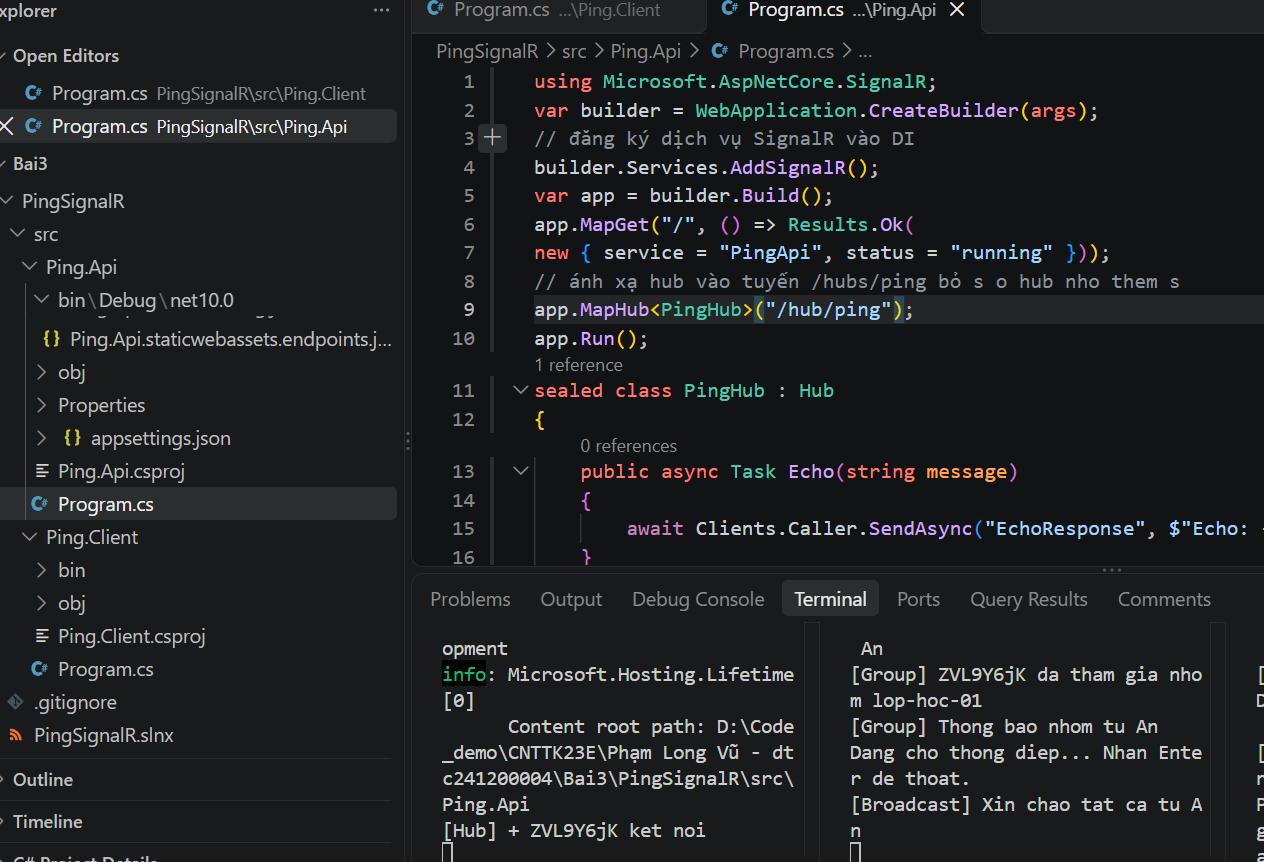 xplorer ...
Open Editors
Program.cs PingSignalR\src\Ping.Client
Program.cs PingSignalR\src\Ping.Api
Bai3
PingSignalR
src
Ping.Api
bin\Debug\net10.0
{} Ping.Api.staticwebassets.endpoints.j...
obj
Properties
{} appsettings.json
Ping.Api.csproj
Program.cs
Ping.Client
bin
obj
Ping.Client.csproj
Program.cs
.gitignore
PingSignalR.slnx
Outline
Timeline
C# Project Details
Program.cs ...\Ping.Client
Program.cs ...\Ping.Api
PingSignalR > src > Ping.Api > Program.cs > ...
1 using Microsoft.AspNetCore.SignalR;
2 var builder = WebApplication.CreateBuilder(args);
3 // đăng ký dịch vụ SignalR vào DI
4 builder.Services.AddSignalR();
5 var app = builder.Build();
6 app.MapGet("/", () => Results.Ok(
7 new { service = "PingApi", status = "running" }));
8 // ánh xạ hub vào tuyến /hubs/ping bỏ s o hub nho them s
9 app.MapHub<PingHub>("/hub/ping");
10 app.Run();
1 reference
11 sealed class PingHub : Hub
12 {
0 references
13 public async Task Echo(string message)
14 {
15 await Clients.Caller.SendAsync("EchoResponse", $"Echo:
16 }
Problems Output Debug Console Terminal Ports Query Results Comments
opment
info: Microsoft.Hosting.Lifetime
[0]
Content root path: D:\Code
_demo\CNTTK23E\Phạm Long Vũ - dt
c241200004\Bai3\PingSignalR\src\
Ping.Api
[Hub] + ZVL9Y6jK ket noi
An
[Group] ZVL9Y6jK da tham gia nho
m lop-hoc-01
[Group] Thong bao nhom tu An
Dang cho thong diep... Nhan Ente
r de thoat.
[Broadcast] Xin chao tat ca tu A
n